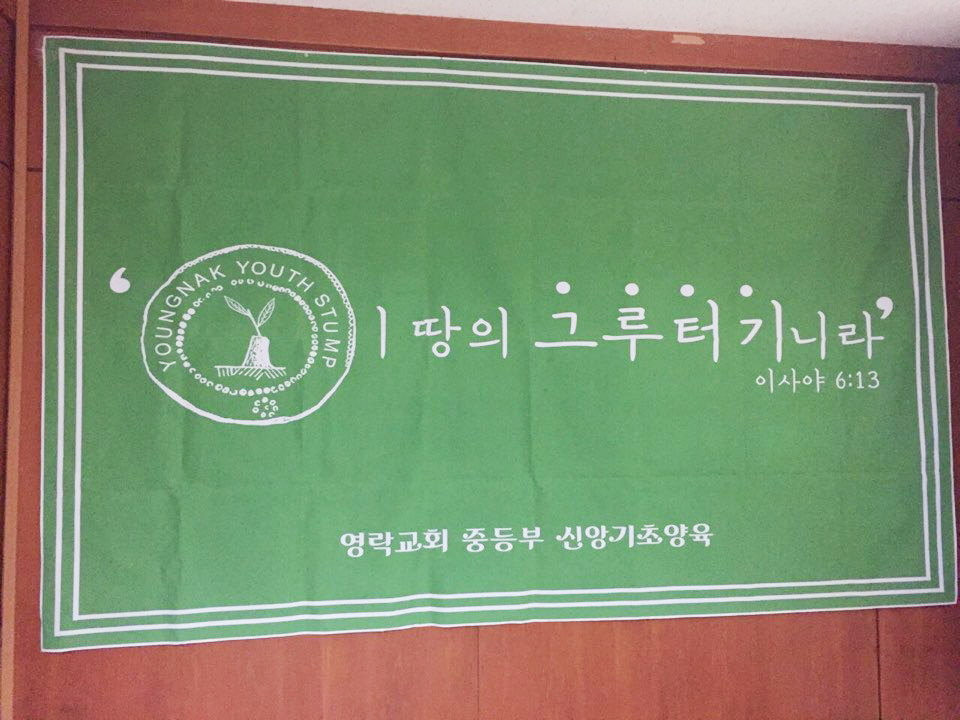 YOUNGNAK YOUTH STUMP
‘이 땅의 그루터기니라’
이사야 6:13
영락교회 중등부 신앙기초양육